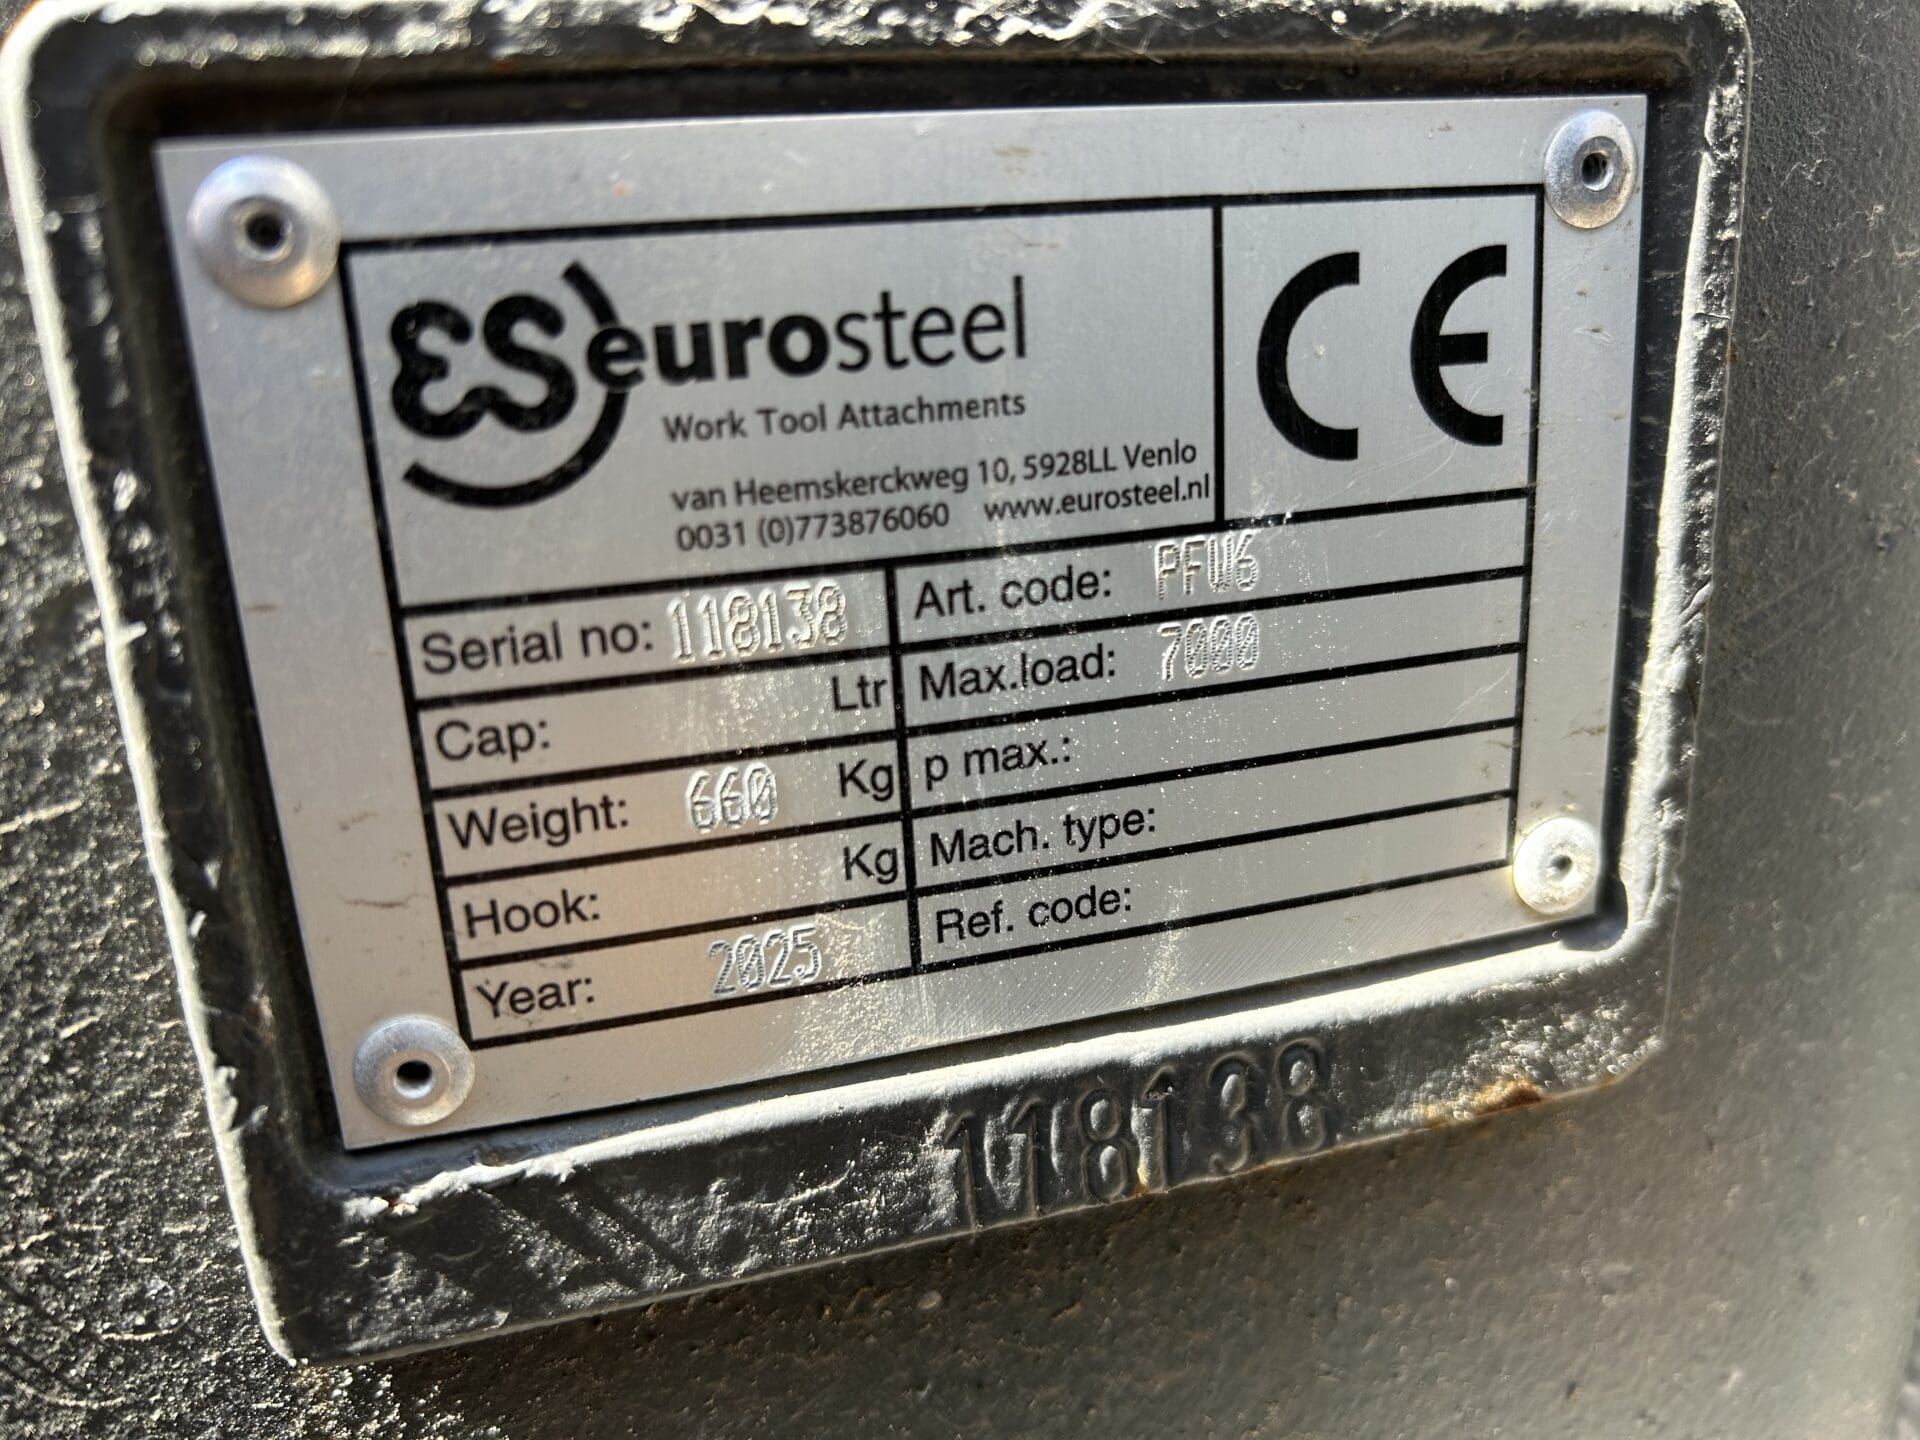 ES eurosteel
Work Tool Attachments
van Heemskerckweg 10, 5928LL Venlo
0031 (0)773876060 www.eurosteel.nl
CE
Serial no: 118138
Art. code: PFW6
Cap: Ltr
Max.load: 7000
Weight: 660 Kg
p max.:
Hook: Kg
Mach. type:
Year: 2025
Ref. code:
118138